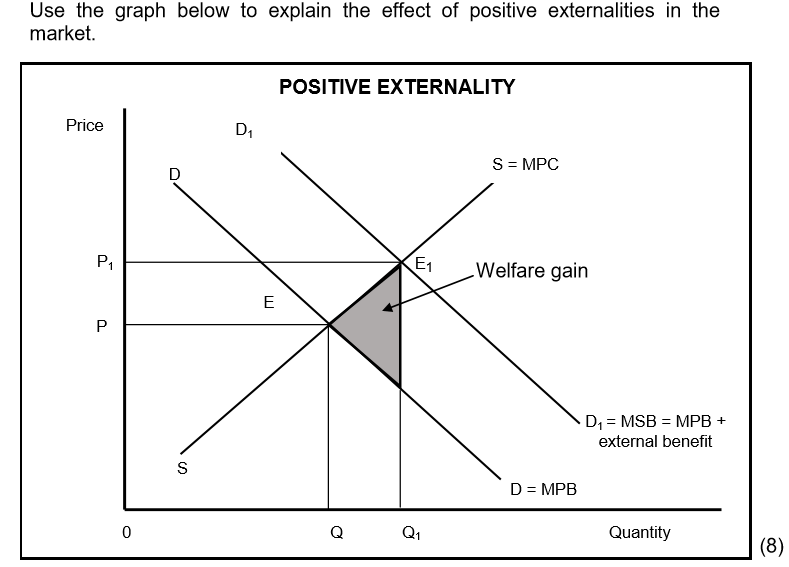 Use the graph below to explain the effect of positive externalities in the
market.
POSITIVE EXTERNALITY
Price
D₁
D
S = MPC
P₁
E₁
Welfare gain
E
P
D₁ = MSB = MPB +
external benefit
S
D = MPB
0
Q
Q₁
Quantity
(8)